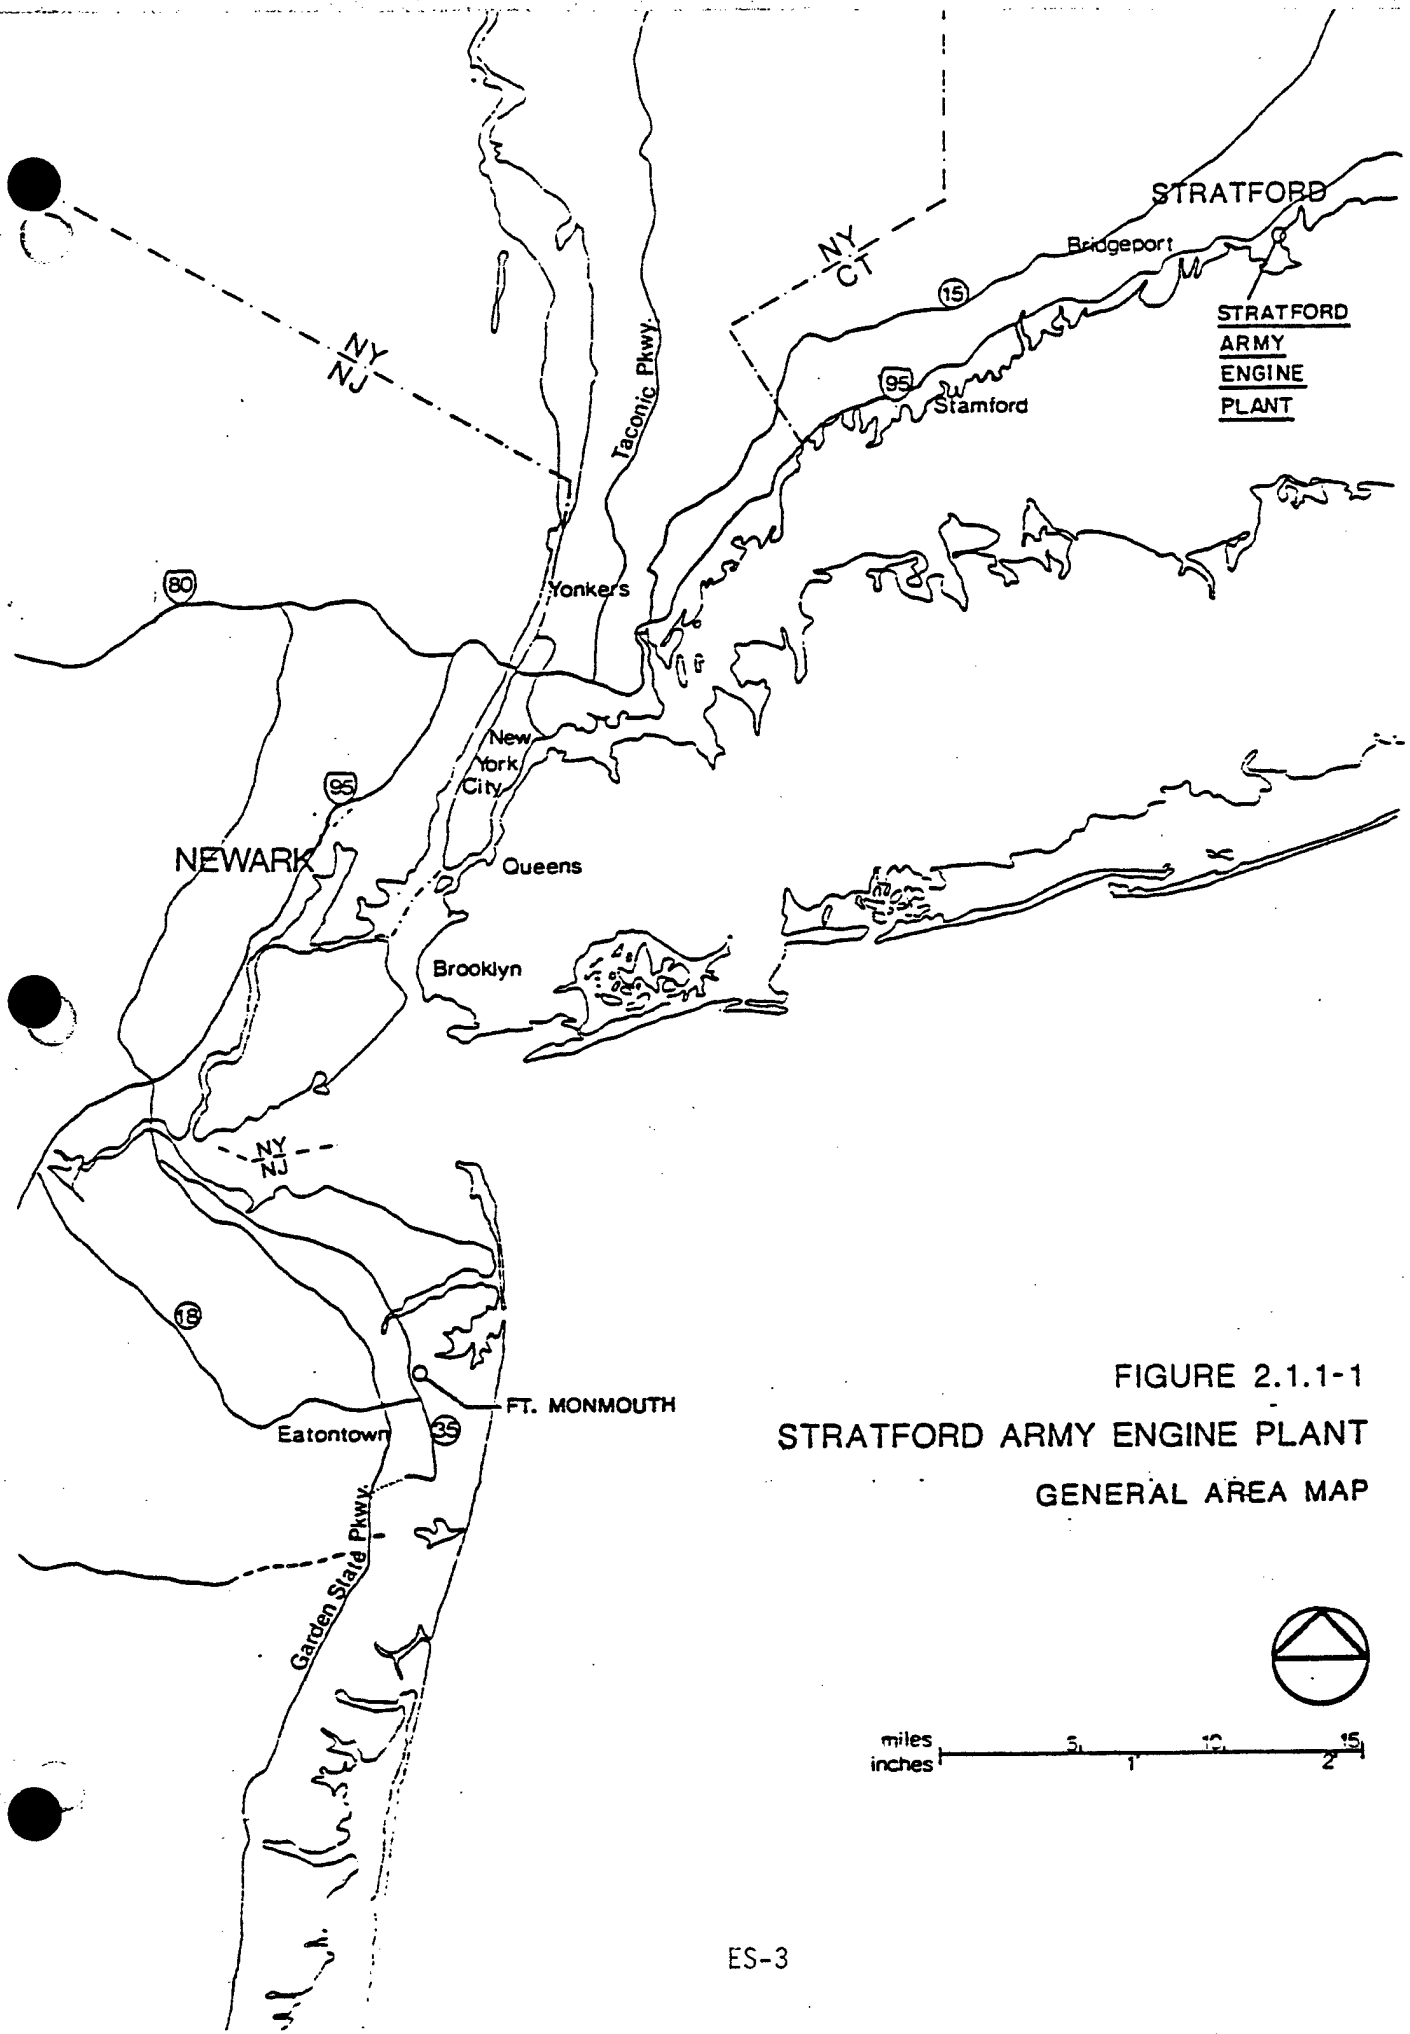 STRATFORD
Bridgeport
NY
CT
15
STRATFORD
ARMY
ENGINE
PLANT
NY
NJ
Taconic Pkwy.
95
Stamford
80
Yonkers
New
York
City
95
NEWARK
Queens
Brooklyn
NY
NJ
18
FT. MONMOUTH
Eatontown
35
Garden State Pkwy.
FIGURE 2.1.1-1
STRATFORD ARMY ENGINE PLANT
GENERAL AREA MAP
miles 5 10 15
inches 1 2
ES-3